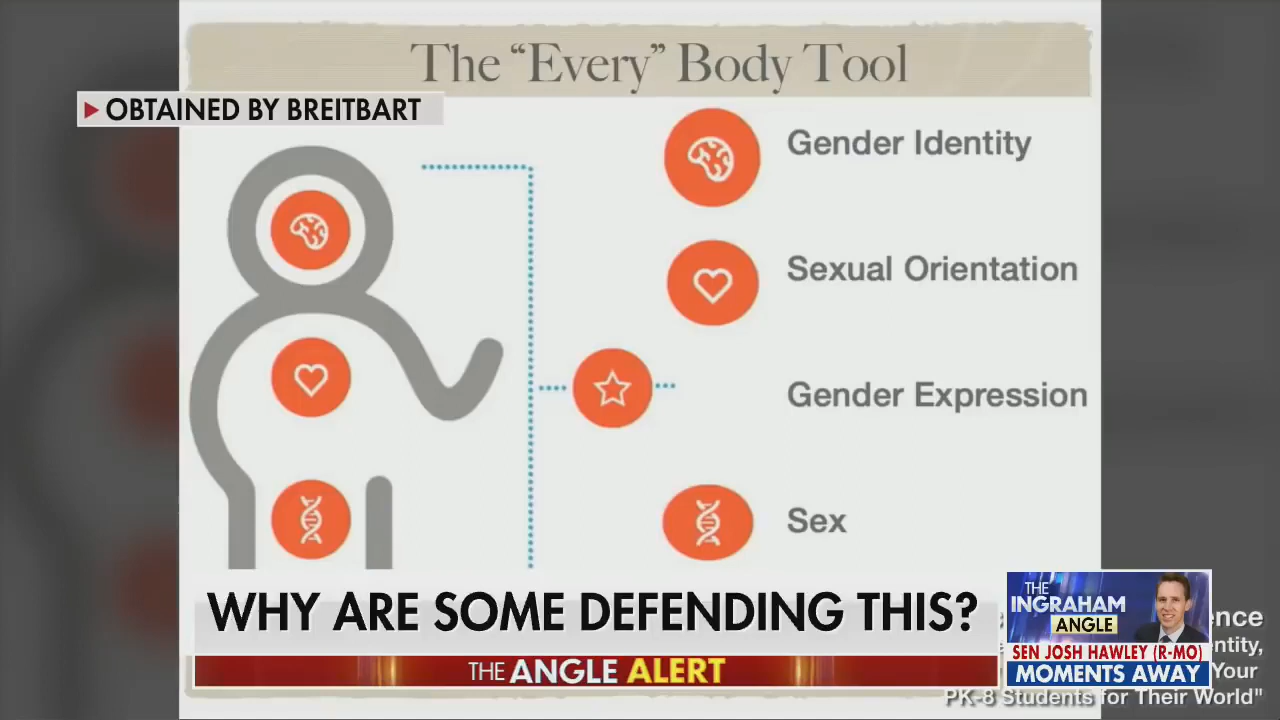 The “Every” Body Tool
OBTAINED BY BREITBART
Gender Identity
Sexual Orientation
Gender Expression
Sex
WHY ARE SOME DEFENDING THIS?
THE ANGLE ALERT
THE
INGRAHAM
ANGLE
SEN JOSH HAWLEY (R-MO)
MOMENTS AWAY
Your
PK-8 Students for Their World"